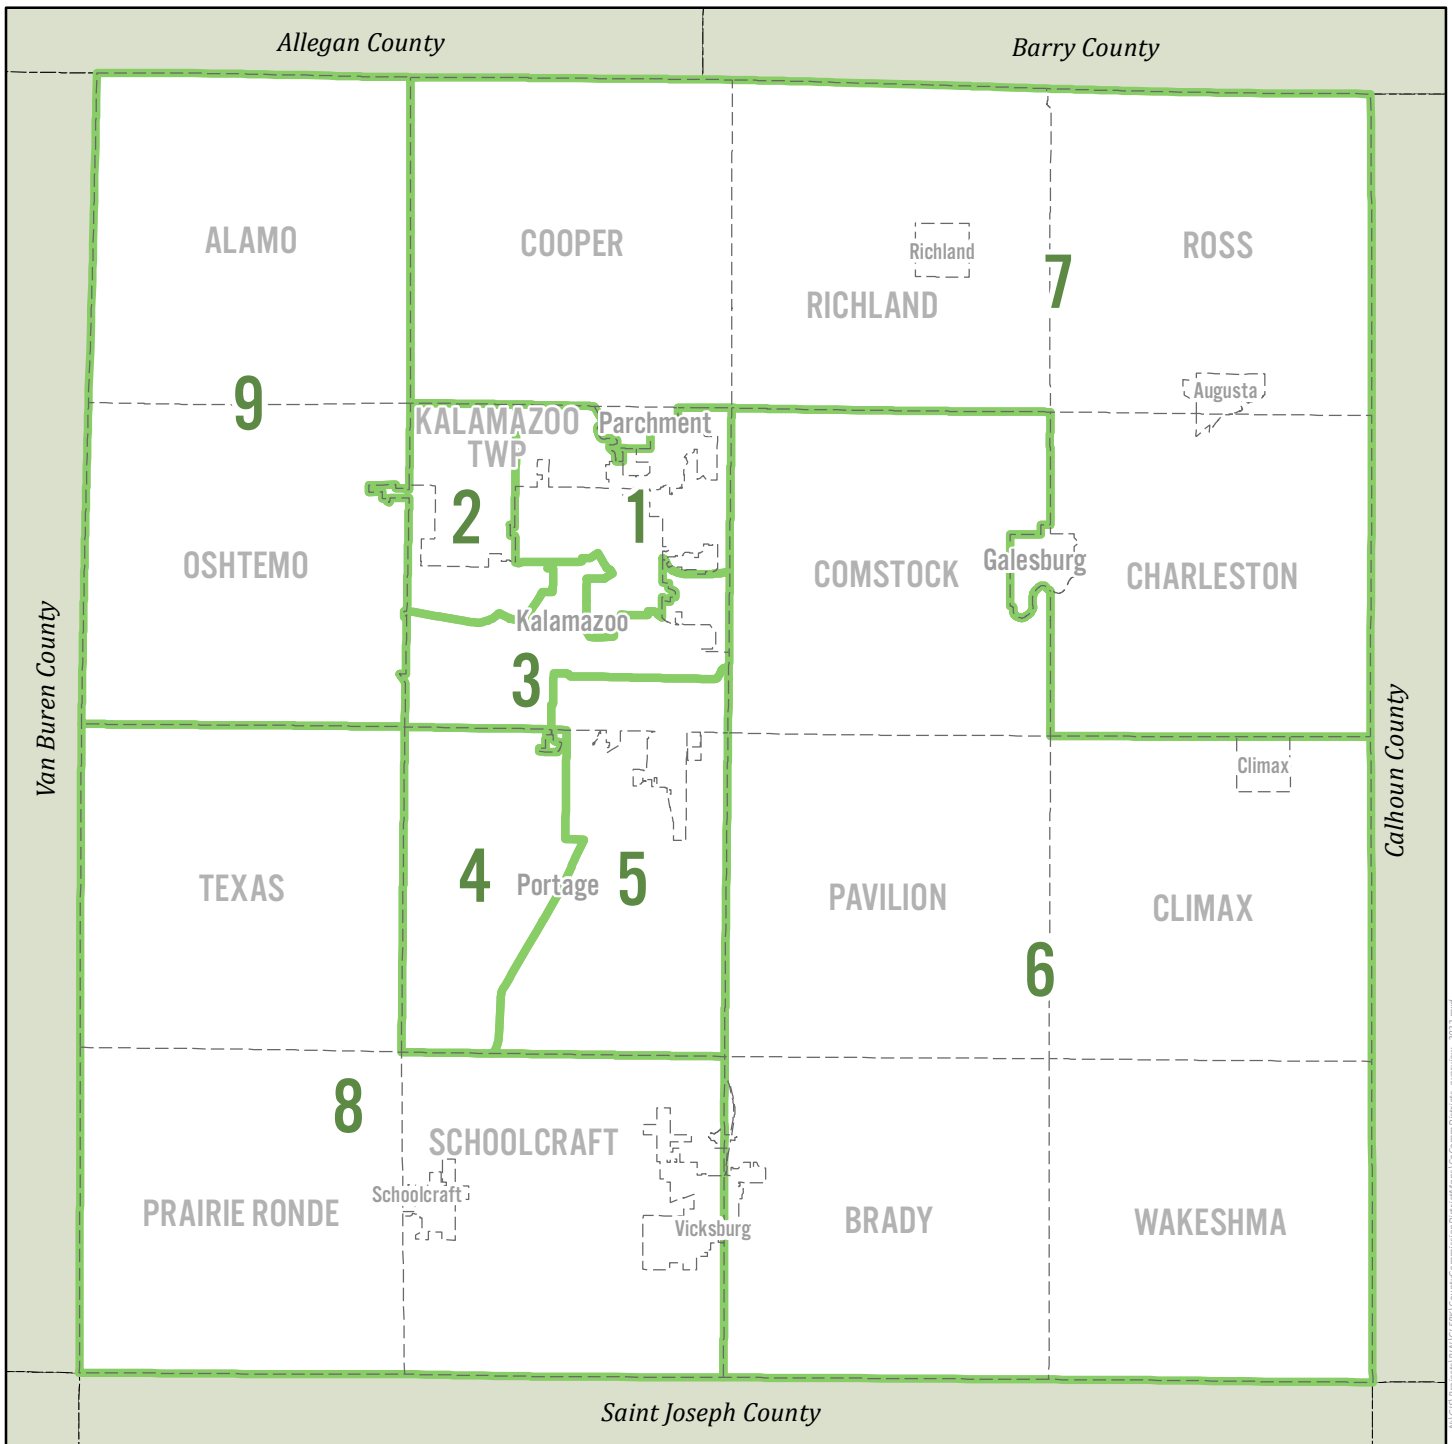 Allegan County
Barry County
ALAMO
COOPER
ROSS
Richland
7
RICHLAND
Augusta
9
KALAMAZOO
TWP
Parchment
2
1
OSHTEMO
COMSTOCK
Galesburg
CHARLESTON
Kalamazoo
3
Van Buren County
Calhoun County
Climax
TEXAS
4
Portage
5
PAVILION
CLIMAX
6
8
SCHOOLCRAFT
Schoolcraft
PRAIRIE RONDE
Vicksburg
BRADY
WAKESHMA
Saint Joseph County